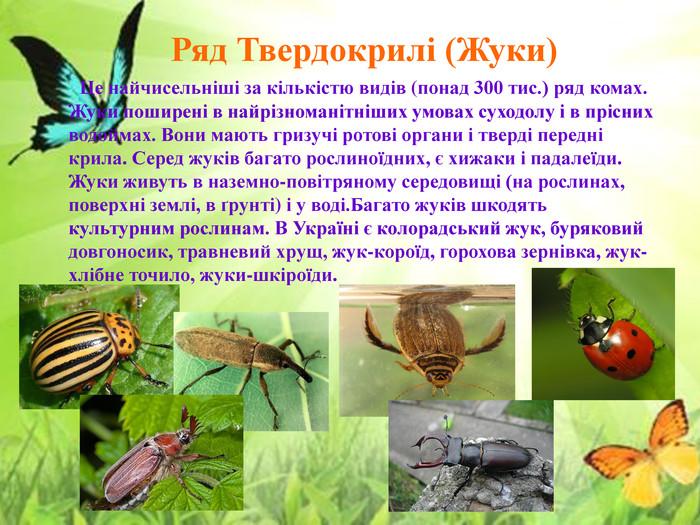 Ряд Твердокрилі (Жуки)
Це найчисельніші за кількістю видів (понад 300 тис.) ряд комах.
Жуки поширені в найрізноманітніших умовах суходолу і в прісних
водоймах. Вони мають гризучі ротові органи і тверді передні
крила. Серед жуків багато рослиноїдних, є хижаки і падалеїди.
Жуки живуть в наземно-повітряному середовищі (на рослинах,
поверхні землі, в ґрунті) і у воді.Багато жуків шкодять
культурним рослинам. В Україні є колорадський жук, буряковий
довгоносик, травневий хрущ, жук-короїд, горохова зернівка, жук-
хлібне точило, жуки-шкіроїди.